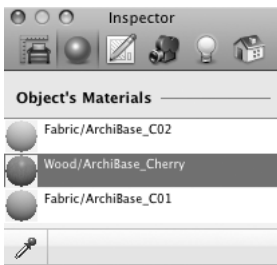 Inspector
Object's Materials
Fabric/ArchiBase_C02
Wood/ArchiBase_Cherry
Fabric/ArchiBase_C01